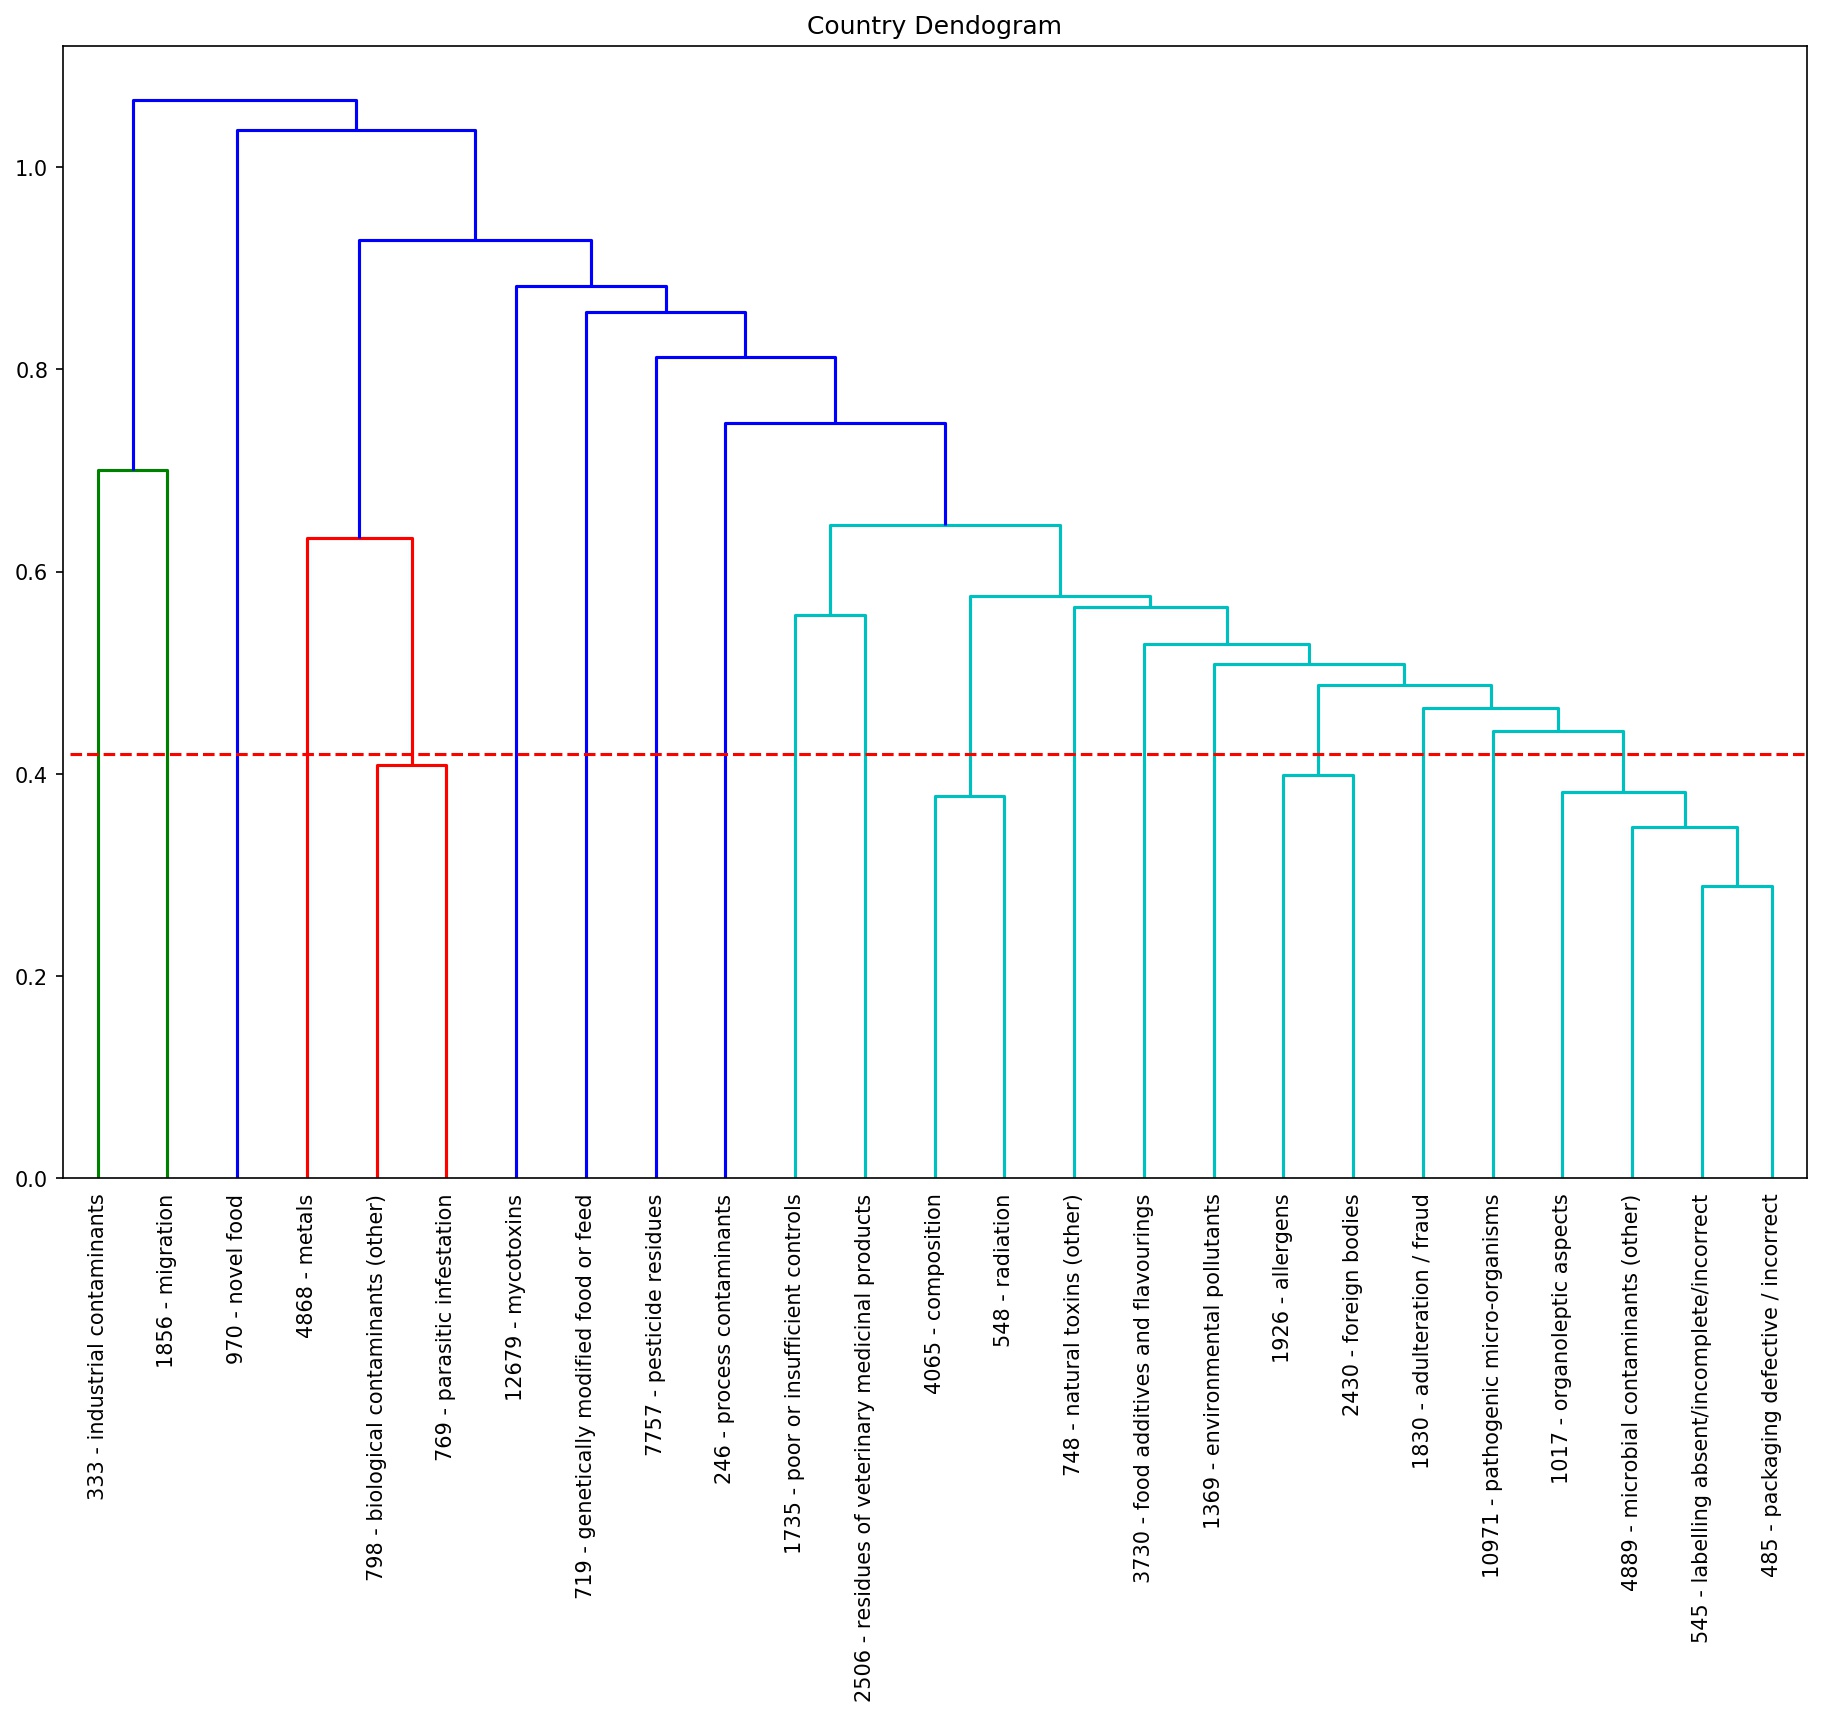 Country Dendogram
1.0
0.8
0.6
0.4
0.2
0.0
333 - industrial contaminants
1856 - migration
970 - novel food
4868 - metals
798 - biological contaminants (other)
769 - parasitic infestation
12679 - mycotoxins
719 - genetically modified food or feed
7757 - pesticide residues
246 - process contaminants
1735 - poor or insufficient controls
2506 - residues of veterinary medicinal products
4065 - composition
548 - radiation
748 - natural toxins (other)
3730 - food additives and flavourings
1369 - environmental pollutants
1926 - allergens
2430 - foreign bodies
1830 - adulteration / fraud
10971 - pathogenic micro-organisms
1017 - organoleptic aspects
4889 - microbial contaminants (other)
545 - labelling absent/incomplete/incorrect
485 - packaging defective / incorrect